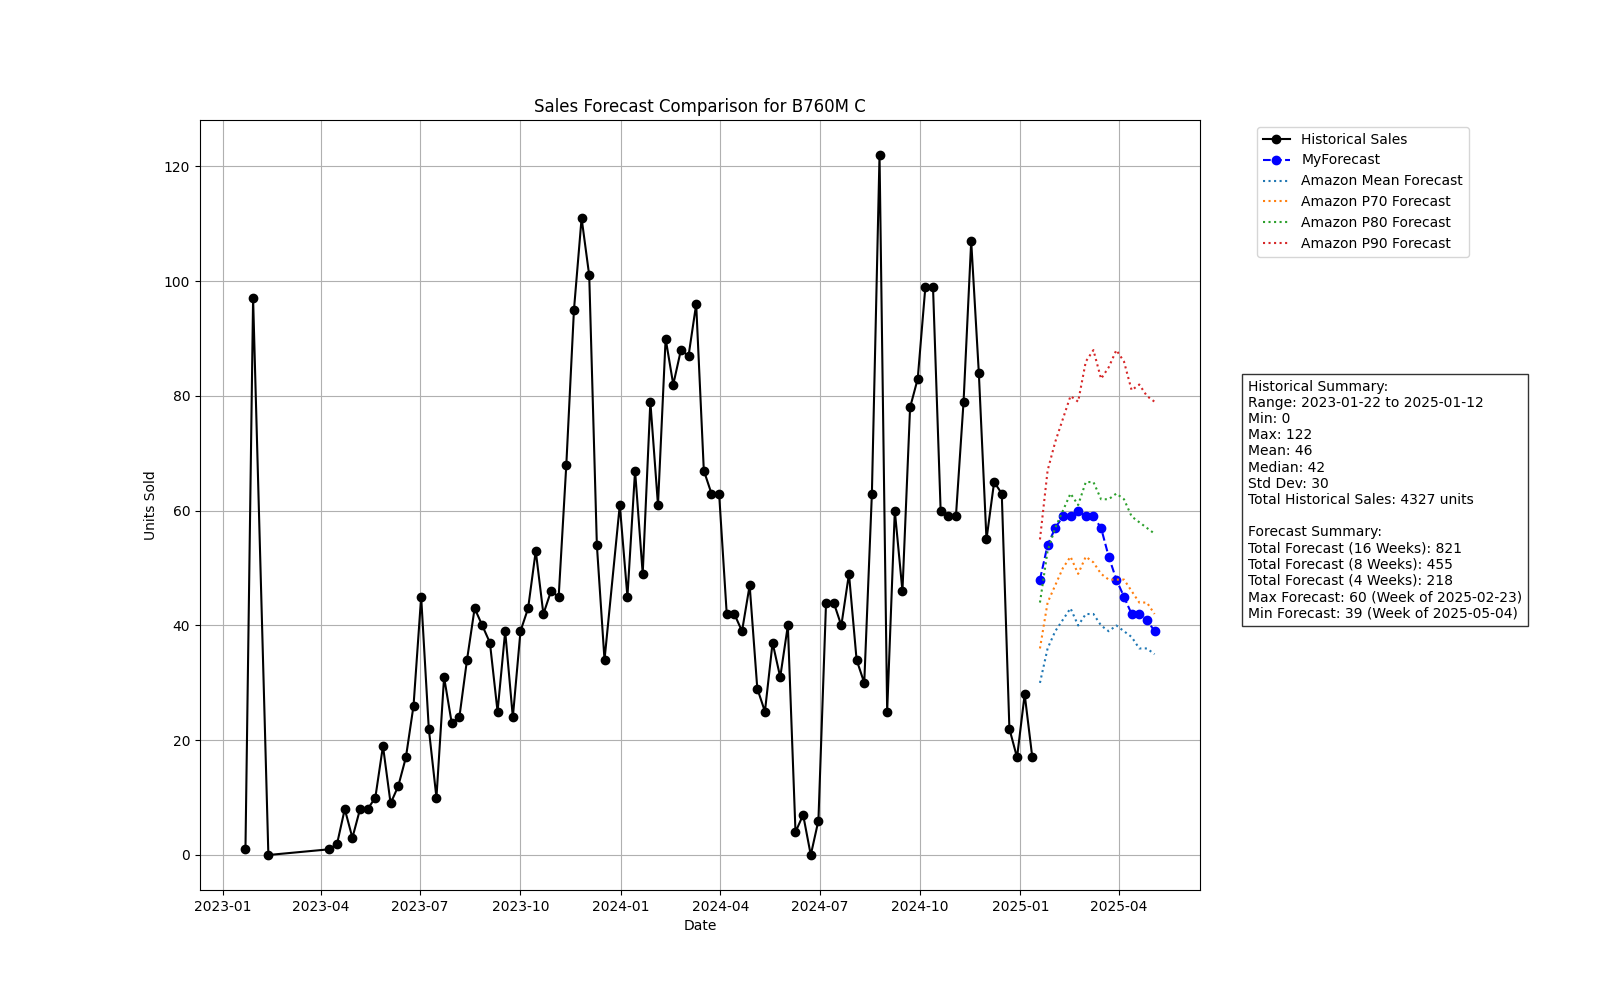 Sales Forecast Comparison for B760M C
Historical Sales
MyForecast
Amazon Mean Forecast
Amazon P70 Forecast
Amazon P80 Forecast
Amazon P90 Forecast
Units Sold
120
100
80
60
40
20
0
2023-01
2023-04
2023-07
2023-10
2024-01
2024-04
2024-07
2024-10
2025-01
2025-04
Date
Historical Summary:
Range: 2023-01-22 to 2025-01-12
Min: 0
Max: 122
Mean: 46
Median: 42
Std Dev: 30
Total Historical Sales: 4327 units
Forecast Summary:
Total Forecast (16 Weeks): 821
Total Forecast (8 Weeks): 455
Total Forecast (4 Weeks): 218
Max Forecast: 60 (Week of 2025-02-23)
Min Forecast: 39 (Week of 2025-05-04)